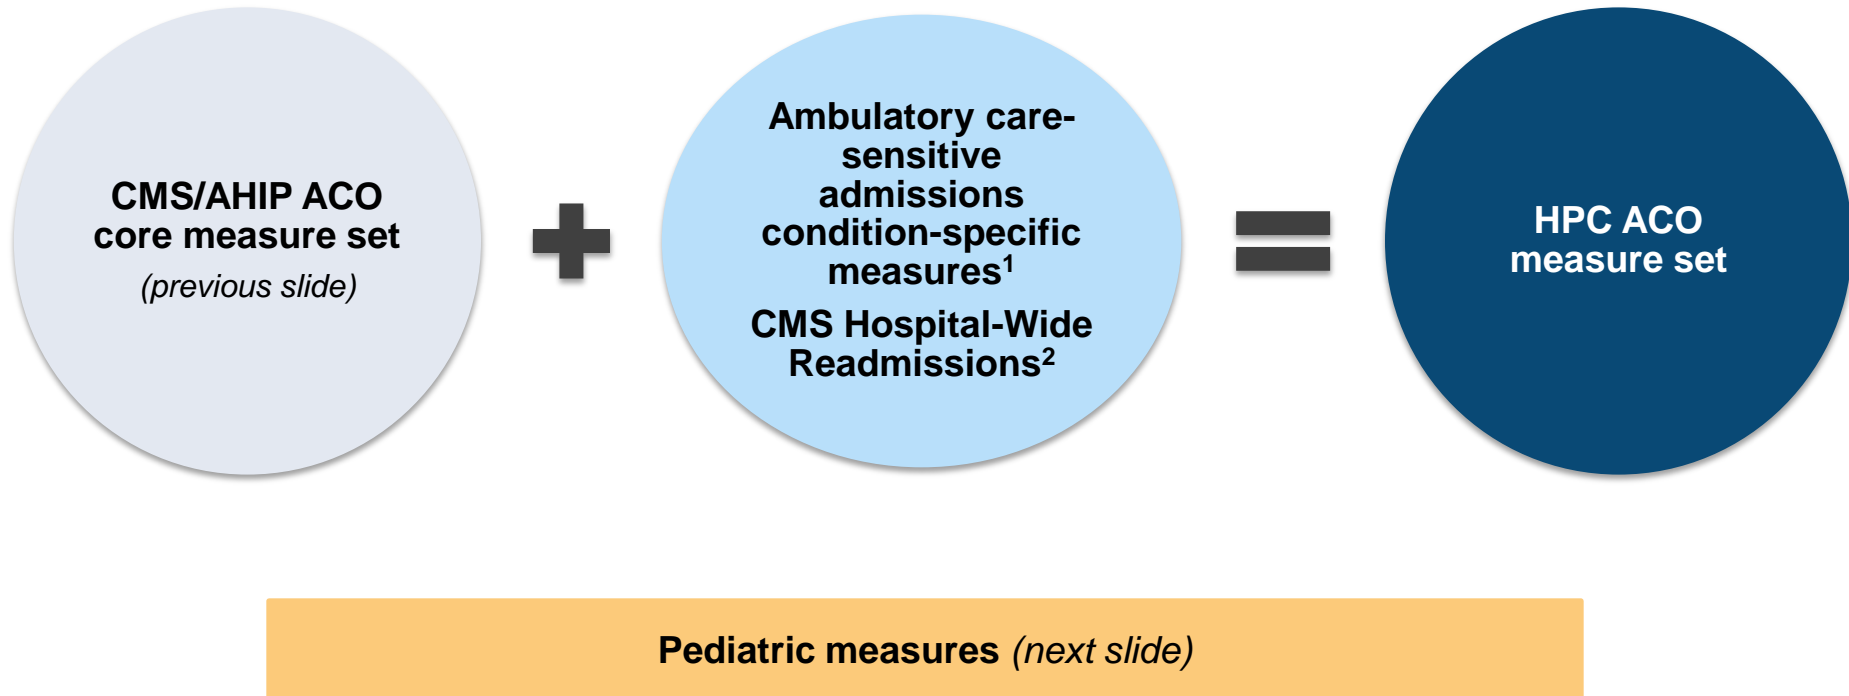 CMS/AHIP ACO
core measure set
(previous slide)
Ambulatory care-
sensitive
admissions
condition-specific
measures¹
CMS Hospital-Wide
Readmissions²
HPC ACO
measure set
Pediatric measures (next slide)